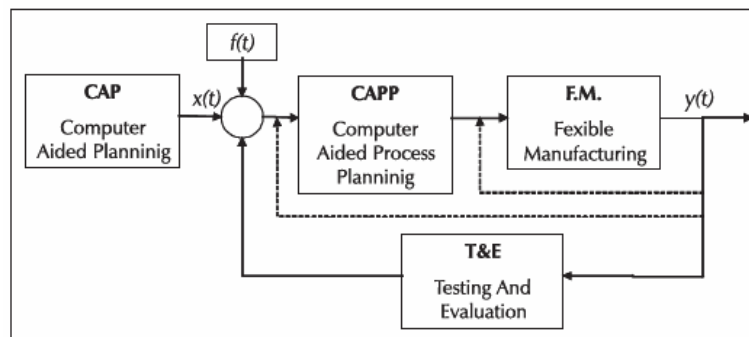 f(t)
CAP
Computer
Aided Planninig
x(t)
CAPP
Computer
Aided Process
Planninig
F.M.
Fexible
Manufacturing
y(t)
T&E
Testing And
Evaluation